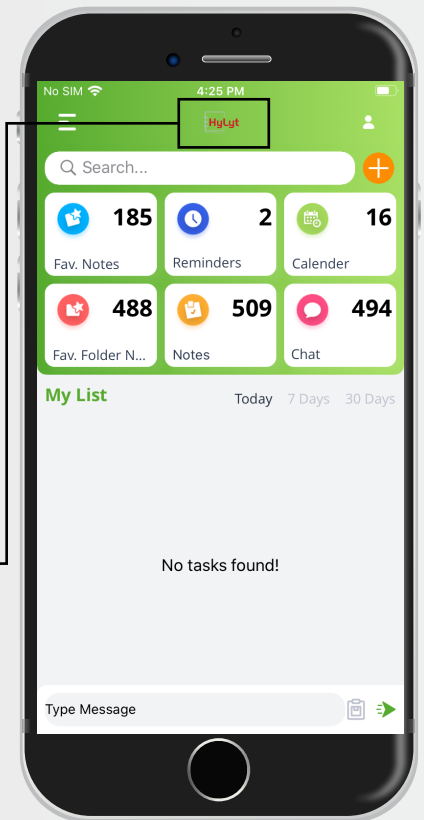 No SIM 4:25 PM
HyLyt
Search...
185 2 16
Fav. Notes Reminders Calender
488 509 494
Fav. Folder N... Notes Chat
My List Today 7 Days 30 Days
No tasks found!
Type Message